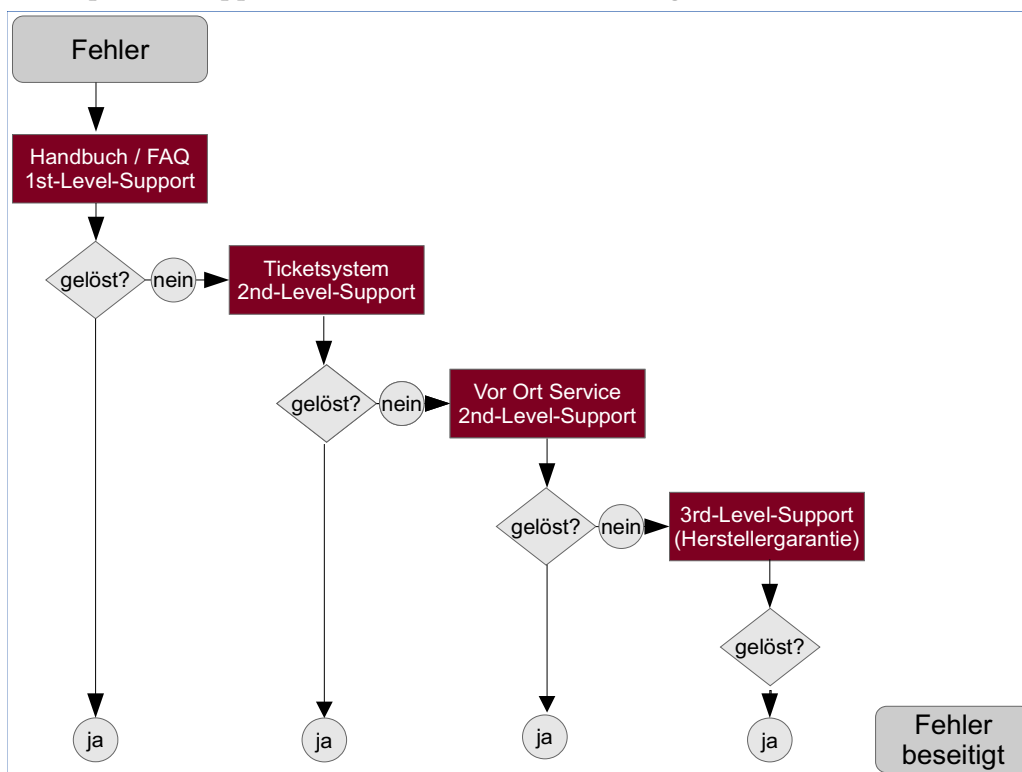 Fehler
Handbuch / FAQ
1st-Level-Support
gelöst?
nein
Ticketsystem
2nd-Level-Support
gelöst?
nein
Vor Ort Service
2nd-Level-Support
gelöst?
nein
3rd-Level-Support
(Herstellergarantie)
gelöst?
ja
ja
ja
ja
Fehler
beseitigt